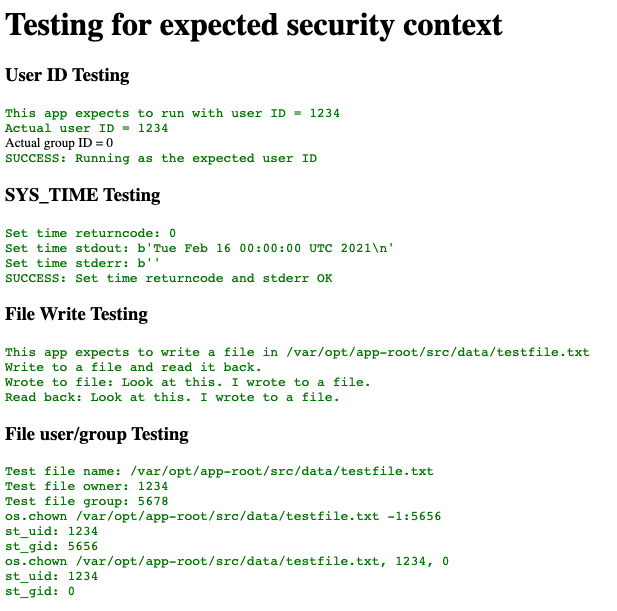 Testing for expected security context
User ID Testing
This app expects to run with user ID = 1234
Actual user ID = 1234
Actual group ID = 0
SUCCESS: Running as the expected user ID
SYS_TIME Testing
Set time returncode: 0
Set time stdout: b'Tue Feb 16 00:00:00 UTC 2021\n'
Set time stderr: b''
SUCCESS: Set time returncode and stderr OK
File Write Testing
This app expects to write a file in /var/opt/app-root/src/data/testfile.txt
Write to a file and read it back.
Wrote to file: Look at this. I wrote to a file.
Read back: Look at this. I wrote to a file.
File user/group Testing
Test file name: /var/opt/app-root/src/data/testfile.txt
Test file owner: 1234
Test file group: 5678
os.chown /var/opt/app-root/src/data/testfile.txt -1:5656
st_uid: 1234
st_gid: 5656
os.chown /var/opt/app-root/src/data/testfile.txt, 1234, 0
st_uid: 1234
st_gid: 0